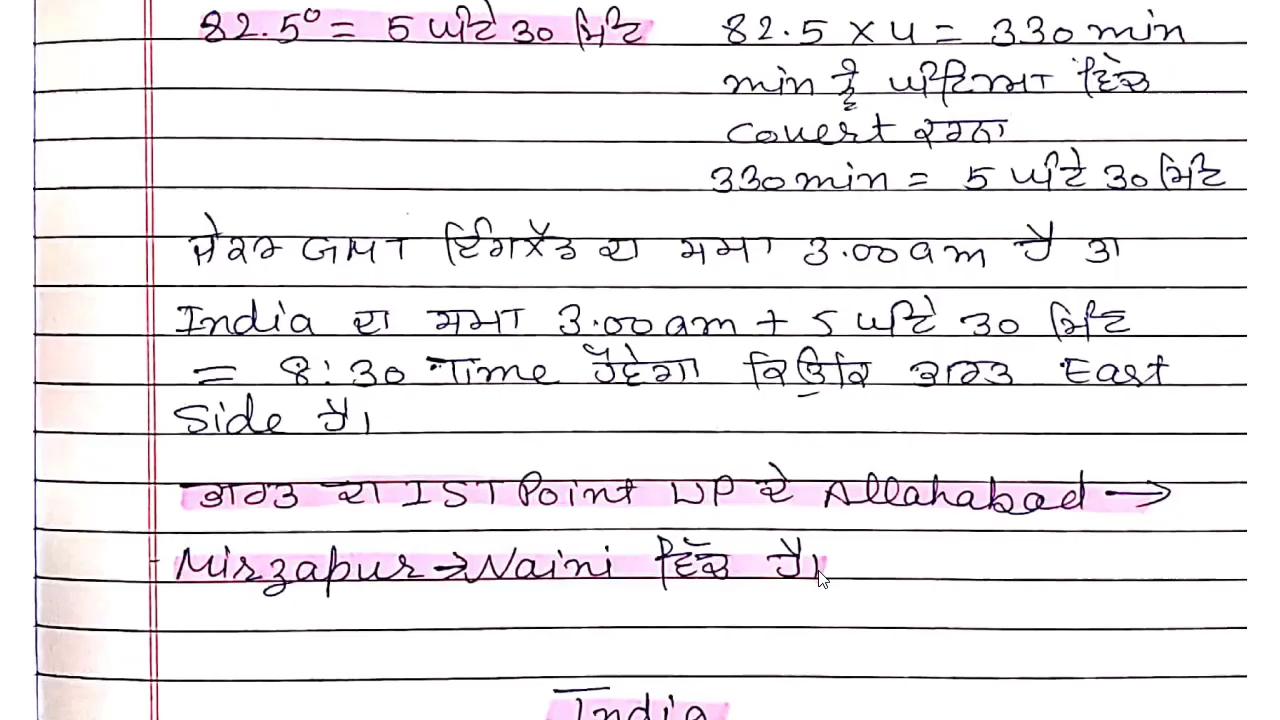 82.5° = 5 ਘੰਟੇ 30 ਮਿੰਟ 82.5 x 4 = 330 min
min ਨੂੰ ਘੰਟਿਆ ਵਿੱਚ
Covert ਕਰਨਾ
330 min = 5 ਘੰਟੇ 30 ਮਿੰਟ
ਜੇਕਰ GMT ਇੰਗਲੈਂਡ ਦਾ ਸਮਾ 3.00 am ਹੈ ਤਾ
India ਦਾ ਸਮਾ 3.00 am + 5 ਘੰਟੇ 30 ਮਿੰਟ
= 8:30 Time ਹੋਵੇਗਾ ਕਿਉਂਕਿ ਭਾਰਤ East
Side ਹੈ।
ਭਾਰਤ ਦਾ IST Point UP ਦੇ Allahabad →
Mirzapur → Naini ਵਿੱਚ ਹੈ।
India